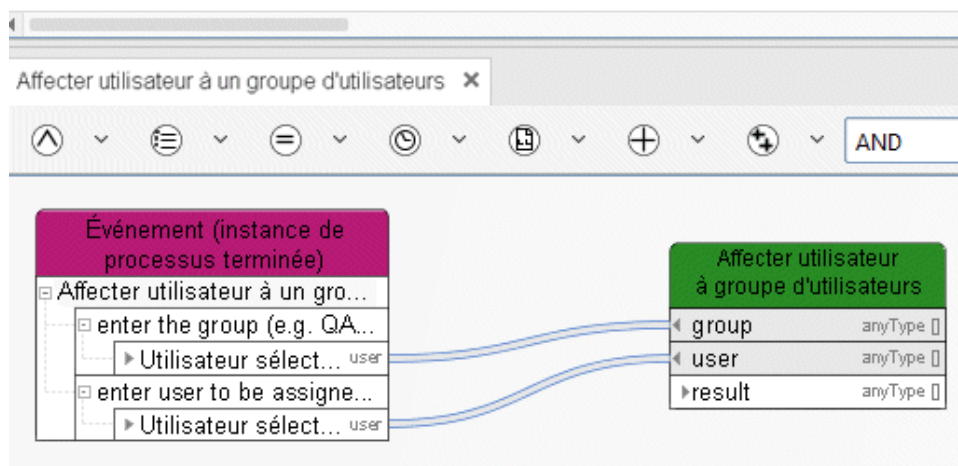 Affecter utilisateur à un groupe d'utilisateurs
AND
Événement (instance de
processus terminée)
Affecter utilisateur à un gro...
enter the group (e.g. QA...
Utilisateur sélect... user
enter user to be assigne...
Utilisateur sélect... user
Affecter utilisateur
à groupe d'utilisateurs
group anyType []
user anyType []
result anyType []